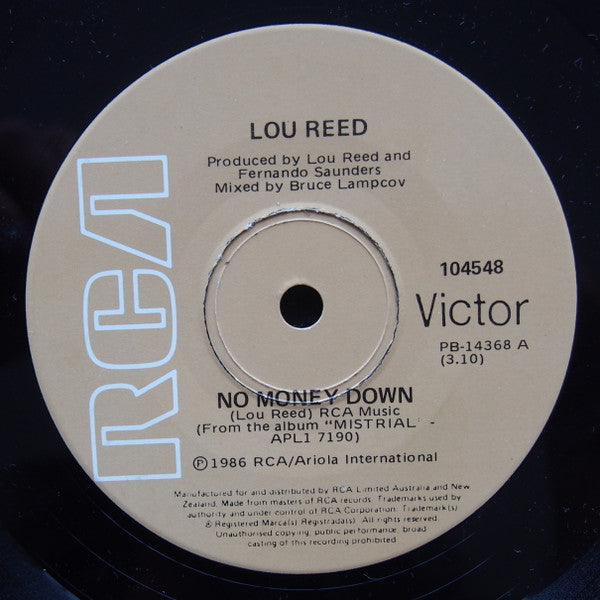 RCA
LOU REED
Produced by Lou Reed and
Fernando Saunders
Mixed by Bruce Lampcov
104548
Victor
PB-14368 A
(3.10)
NO MONEY DOWN
(Lou Reed) RCA Music
(From the album "MISTRIAL' -
APL1 7190)
Ⓟ 1986 RCA/Ariola International
Manufactured for and distributed by RCA Limited Australia and New
Zealand. Made from masters of RCA records. Trademarks used by
authority and under control of RCA Corporation. Trademark(s)
® Registered Marca(s) Registrada(s). All rights reserved.
Unauthorised copying, public performance, broad
casting of this recording prohibited